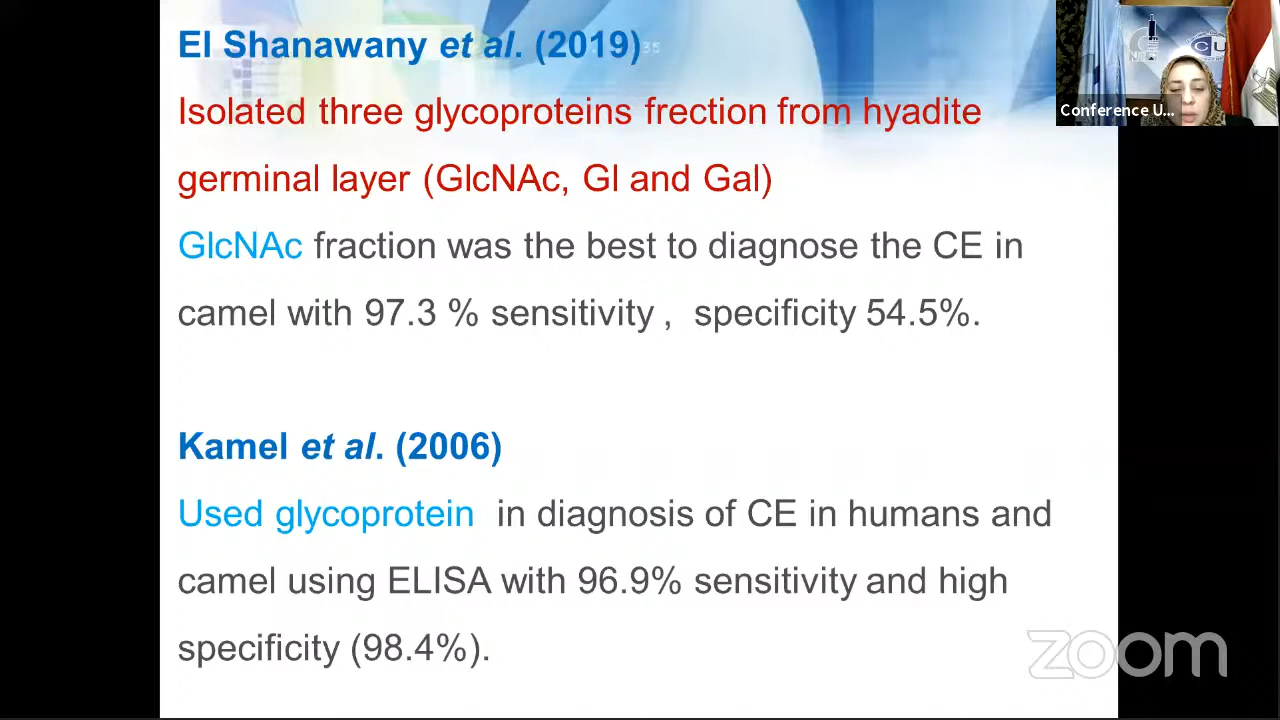 El Shanawany et al. (2019)
35
Isolated three glycoproteins frection from hyadite
germinal layer (GlcNAc, Gl and Gal)
GlcNAc fraction was the best to diagnose the CE in
camel with 97.3 % sensitivity ,  specificity 54.5%.
Kamel et al. (2006)
Used glycoprotein  in diagnosis of CE in humans and
camel using ELISA with 96.9% sensitivity and high
specificity (98.4%).
Conference U...
zoom